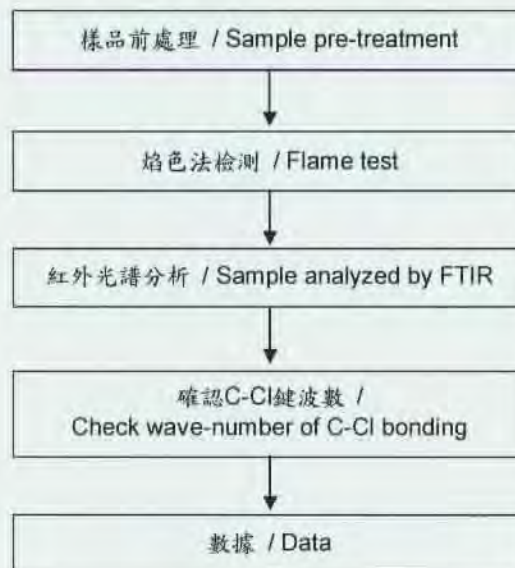 樣品前處理 / Sample pre-treatment
焰色法檢測 / Flame test
紅外光譜分析 / Sample analyzed by FTIR
確認C-Cl鍵波數 /
Check wave-number of C-Cl bonding
數據 / Data